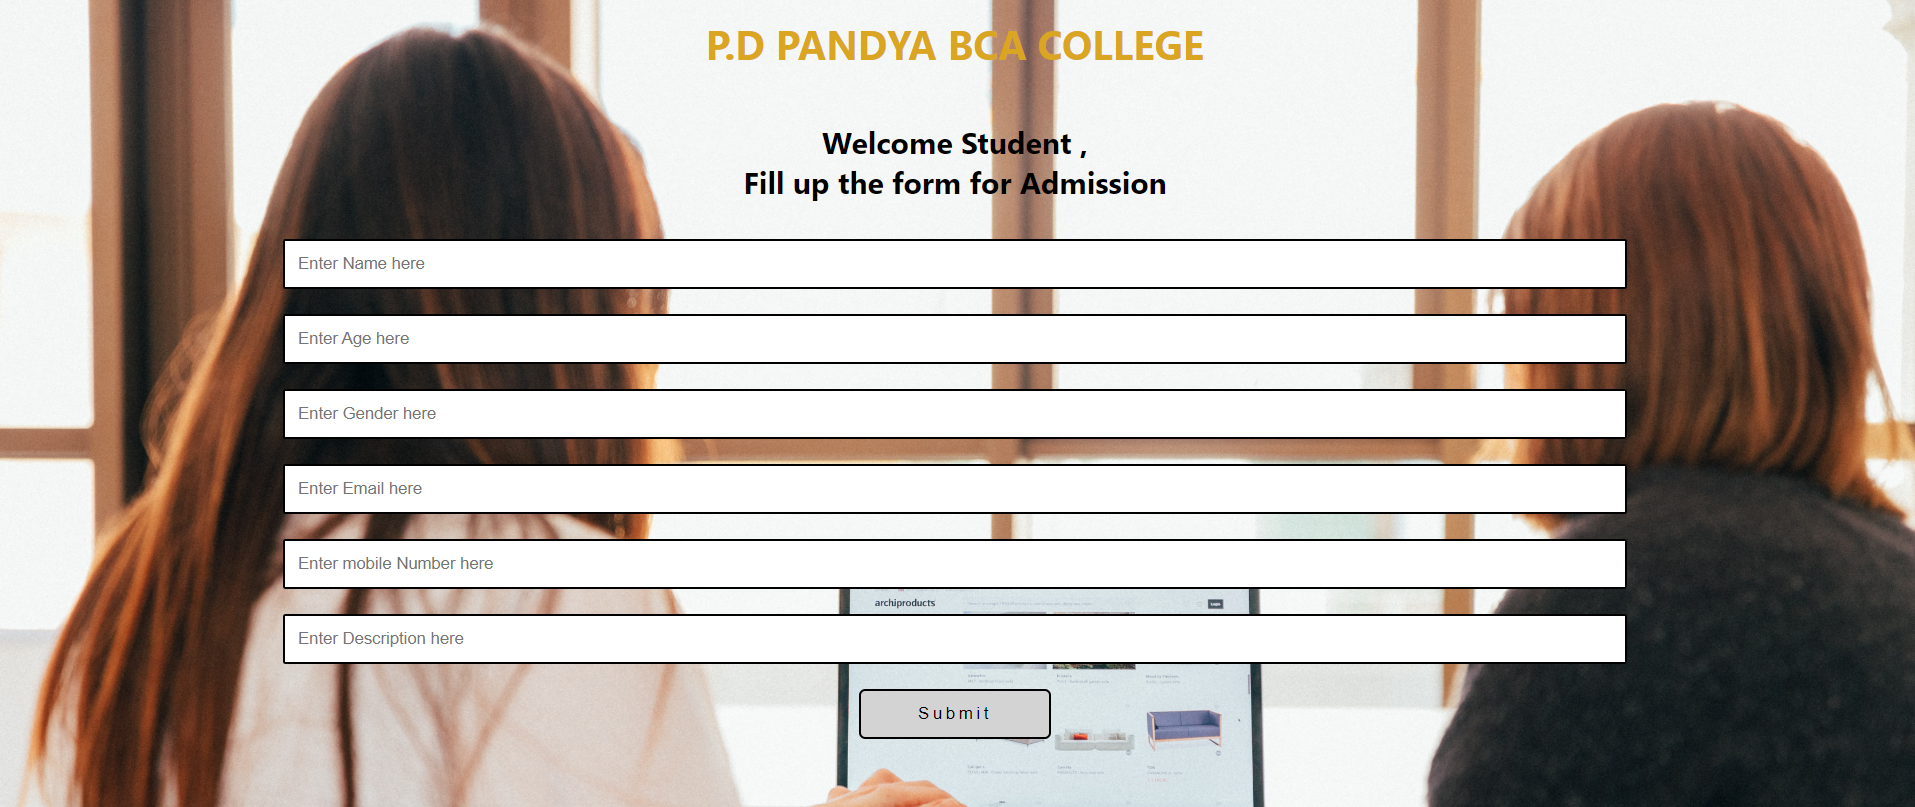 P.D PANDYA BCA COLLEGE
Welcome Student ,
Fill up the form for Admission
Enter Name here
Enter Age here
Enter Gender here
Enter Email here
Enter mobile Number here
archiproducts
Login
Enter Description here
Submit